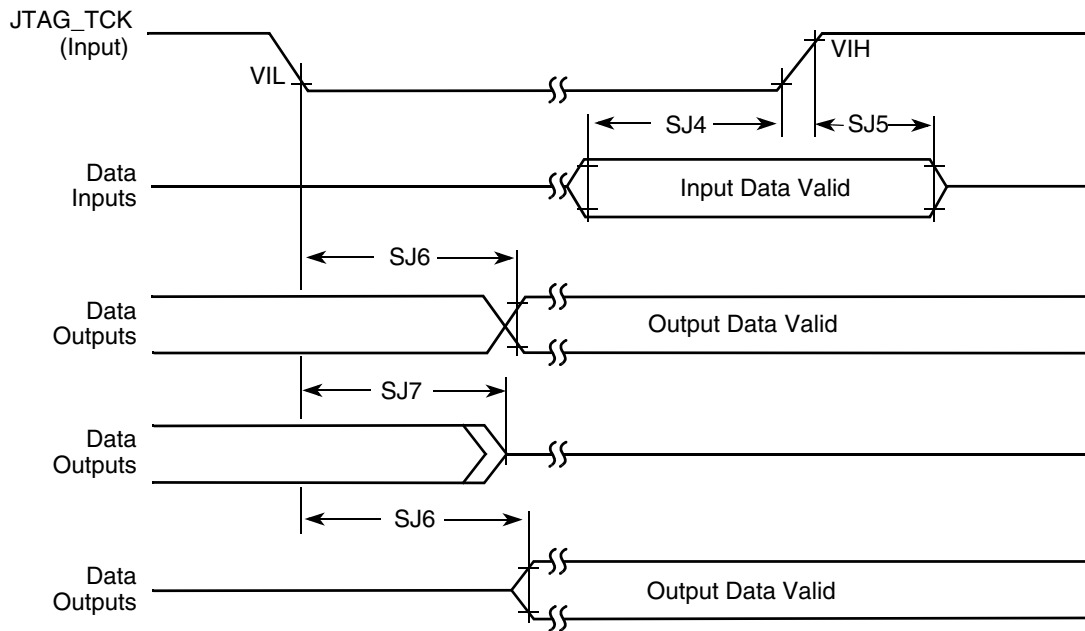 JTAG_TCK
(Input)
VIL
VIH
SJ4
SJ5
Data
Inputs
Input Data Valid
SJ6
Data
Outputs
Output Data Valid
SJ7
Data
Outputs
SJ6
Data
Outputs
Output Data Valid